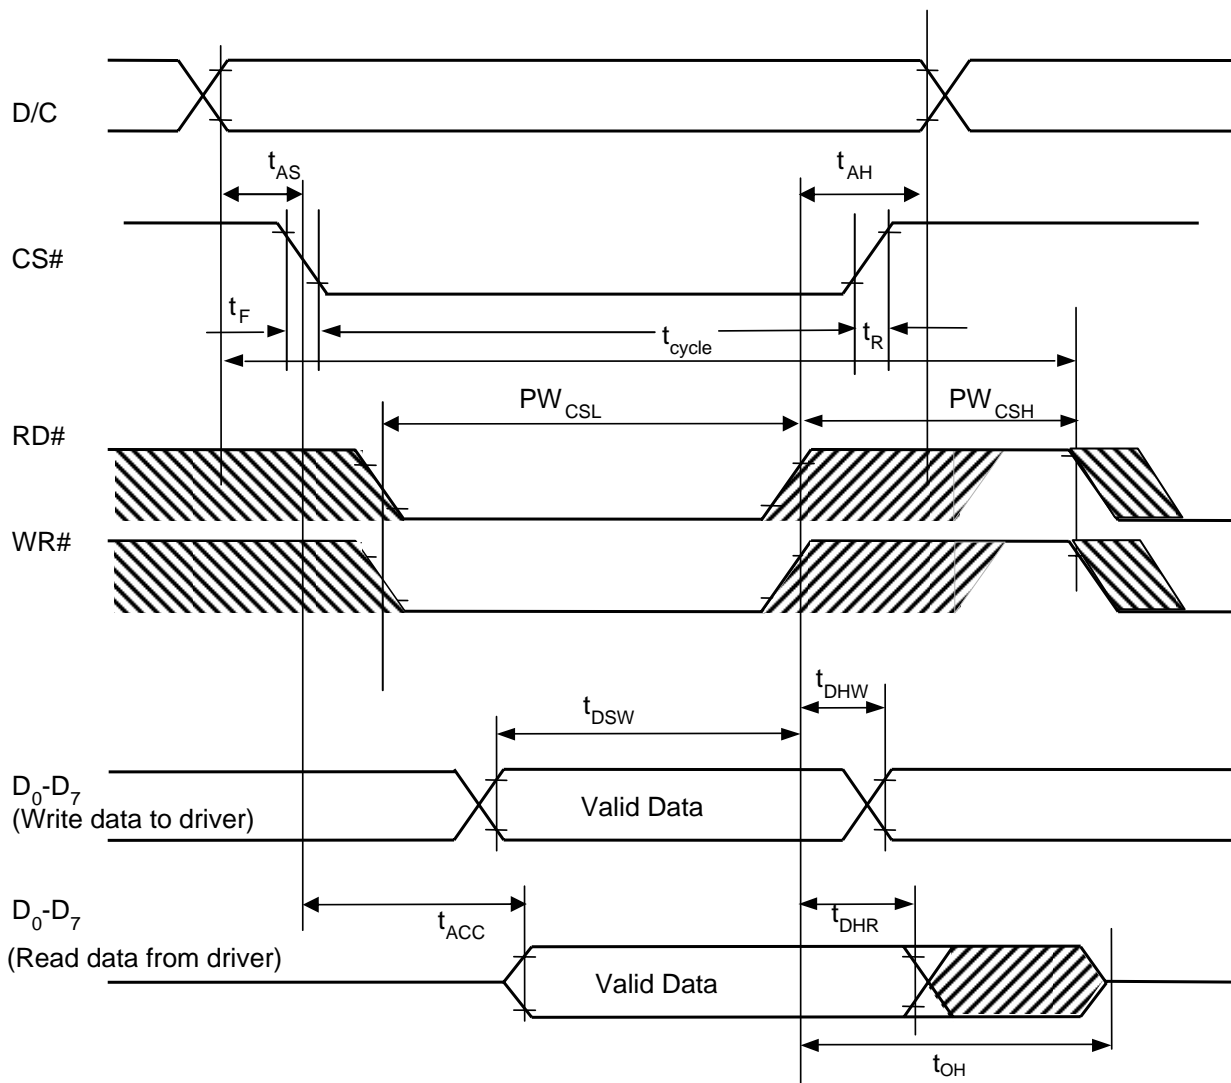 D/C
tAS
tAH
CS#
tF
tcycle
tR
PWCSL
PWCSH
RD#
WR#
tDHW
tDSW
D0-D7
(Write data to driver)
Valid Data
D0-D7
tACC
tDHR
(Read data from driver)
Valid Data
tOH